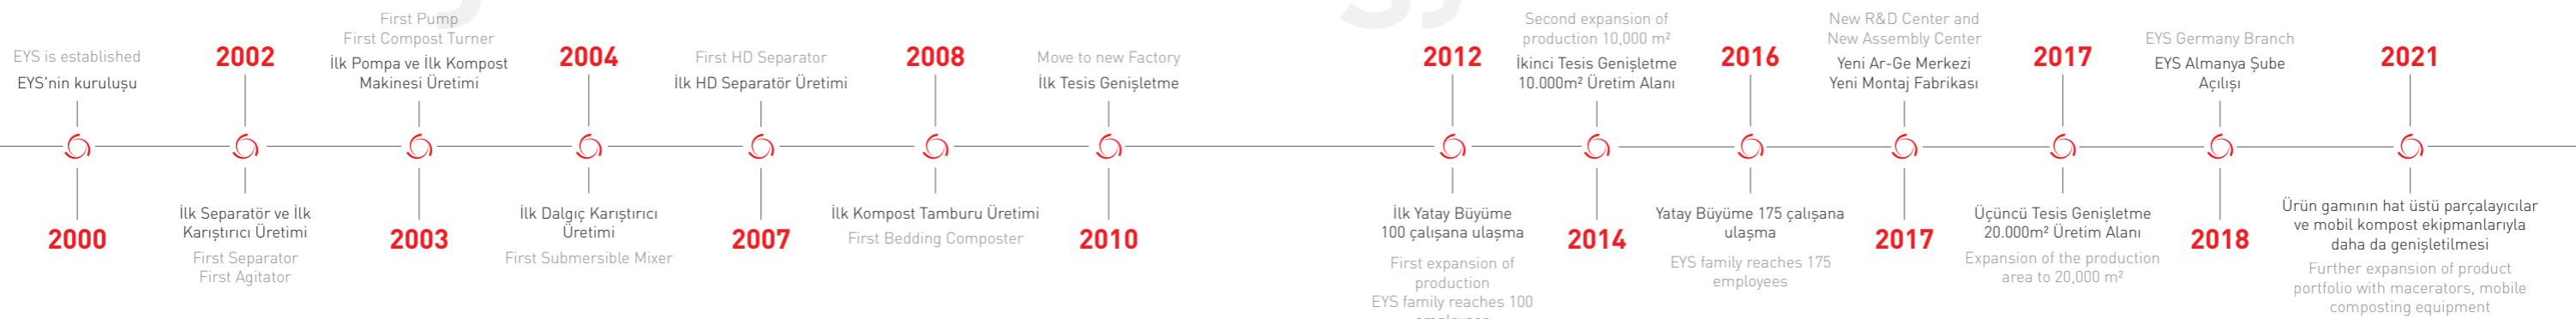 EYS is established
EYS'nin kuruluşu
2000
2002
İlk Separatör ve İlk
Karıştırıcı Üretimi
First Separator
First Agitator
First Pump
First Compost Turner
İlk Pompa ve İlk Kompost
Makinesi Üretimi
2003
2004
İlk Dalgıç Karıştırıcı
Üretimi
First Submersible Mixer
First HD Separator
İlk HD Separatör Üretimi
2007
2008
İlk Kompost Tamburu Üretimi
First Bedding Composter
Move to new Factory
İlk Tesis Genişletme
2010
2012
İlk Yatay Büyüme
100 çalışana ulaşma
First expansion of
production
EYS family reaches 100
Second expansion of
production 10,000 m²
İkinci Tesis Genişletme
10.000m² Üretim Alanı
2014
2016
Yatay Büyüme 175 çalışana
ulaşma
EYS family reaches 175
employees
New R&D Center and
New Assembly Center
Yeni Ar-Ge Merkezi
Yeni Montaj Fabrikası
2017
2017
Üçüncü Tesis Genişletme
20.000m² Üretim Alanı
Expansion of the production
area to 20,000 m²
EYS Germany Branch
EYS Almanya Şube
Açılışı
2018
2021
Ürün gamının hat üstü parçalayıcılar
ve mobil kompost ekipmanlarıyla
daha da genişletilmesi
Further expansion of product
portfolio with macerators, mobile
composting equipment